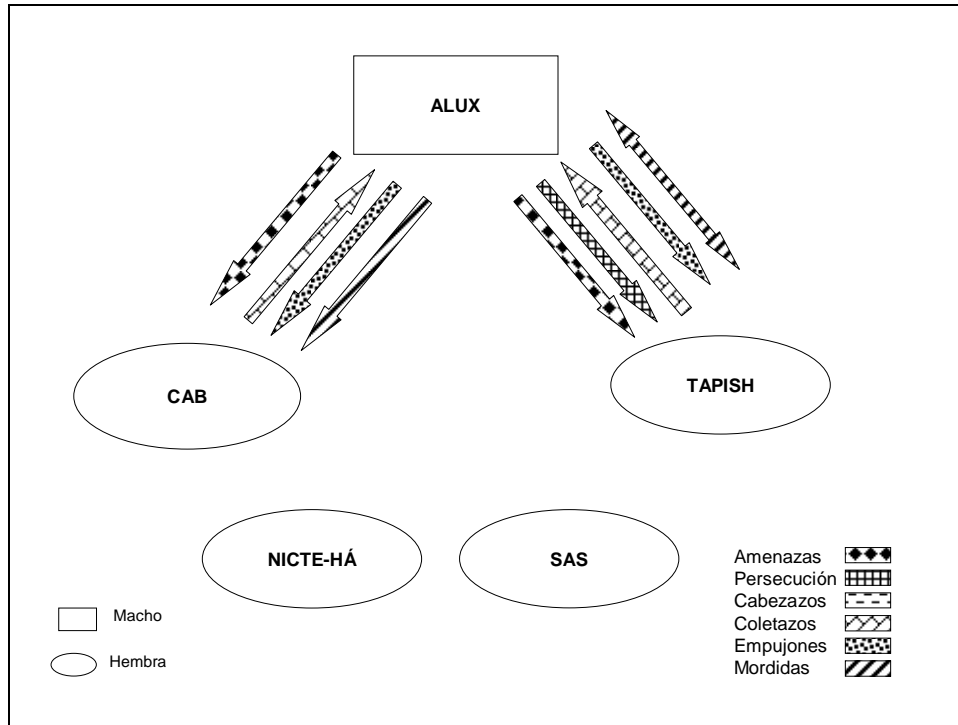 ALUX
CAB
TAPISH
NICTE-HÁ
SAS
Macho
Hembra
Amenazas
Persecución
Cabezazos
Coletazos
Empujones
Mordidas